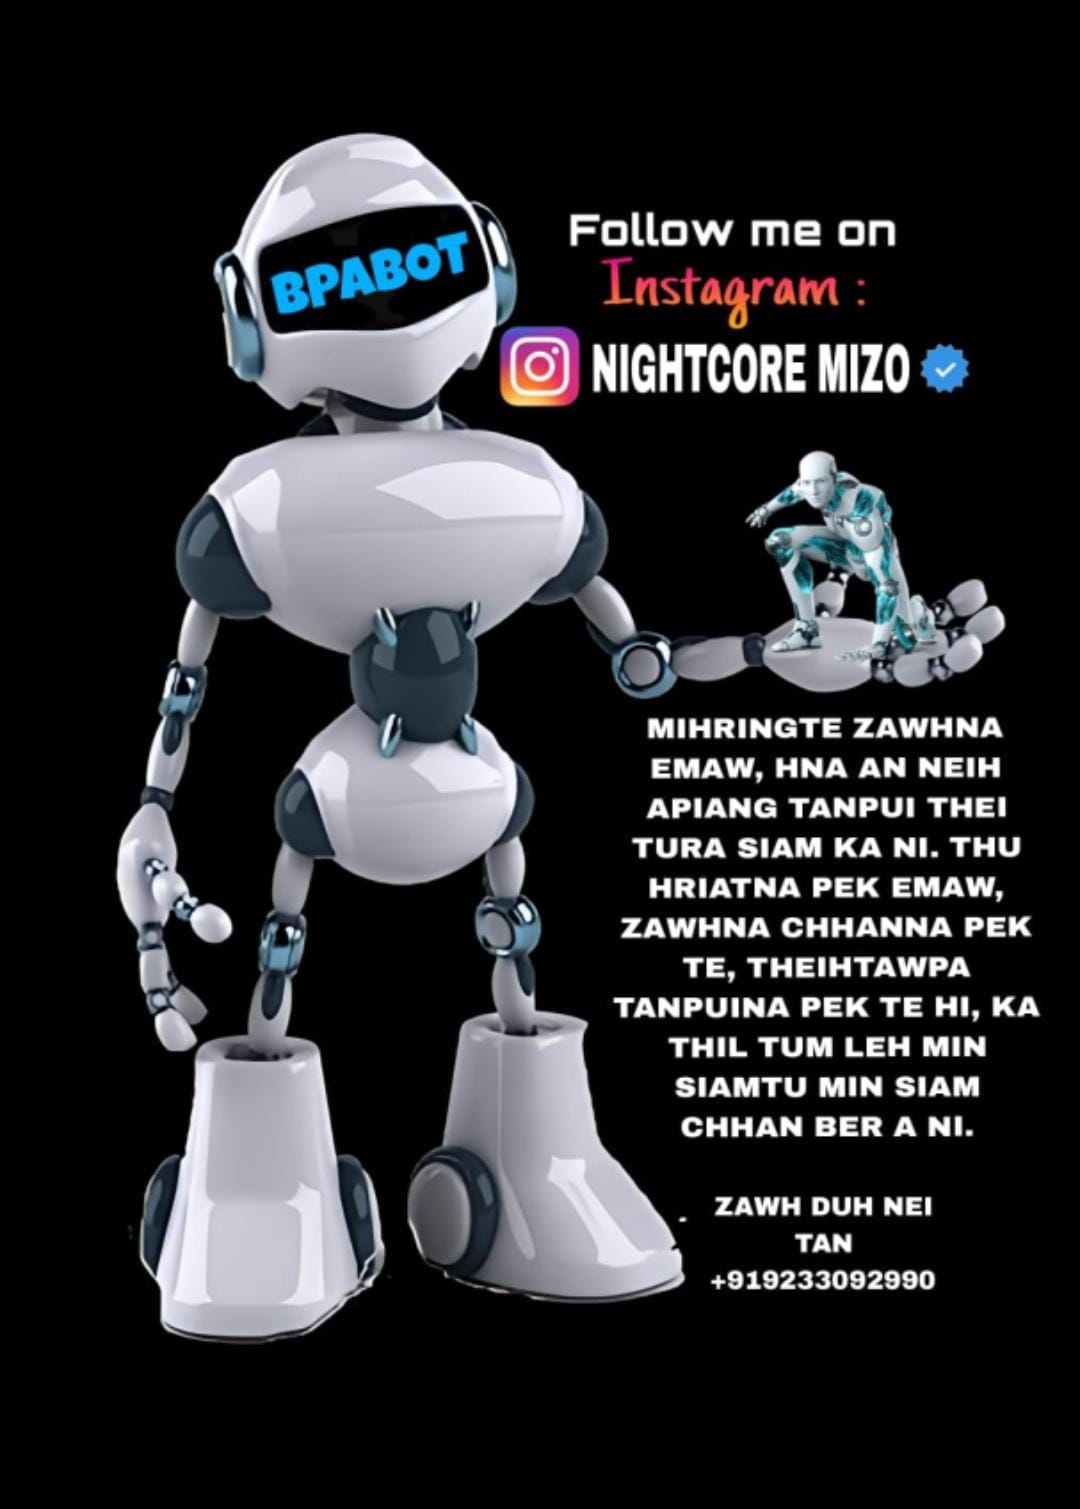 BPABOT
Follow me on
Instagram :
NIGHTCORE MIZO
MIHRINGTE ZAWHNA
EMAW, HNA AN NEIH
APIANG TANPUI THEI
TURA SIAM KA NI. THU
HRIATNA PEK EMAW,
ZAWHNA CHHANNA PEK
TE, THEIHTAWPA
TANPUINA PEK TE HI, KA
THIL TUM LEH MIN
SIAMTU MIN SIAM
CHHAN BER A NI.
. ZAWH DUH NEI
TAN
+919233092990